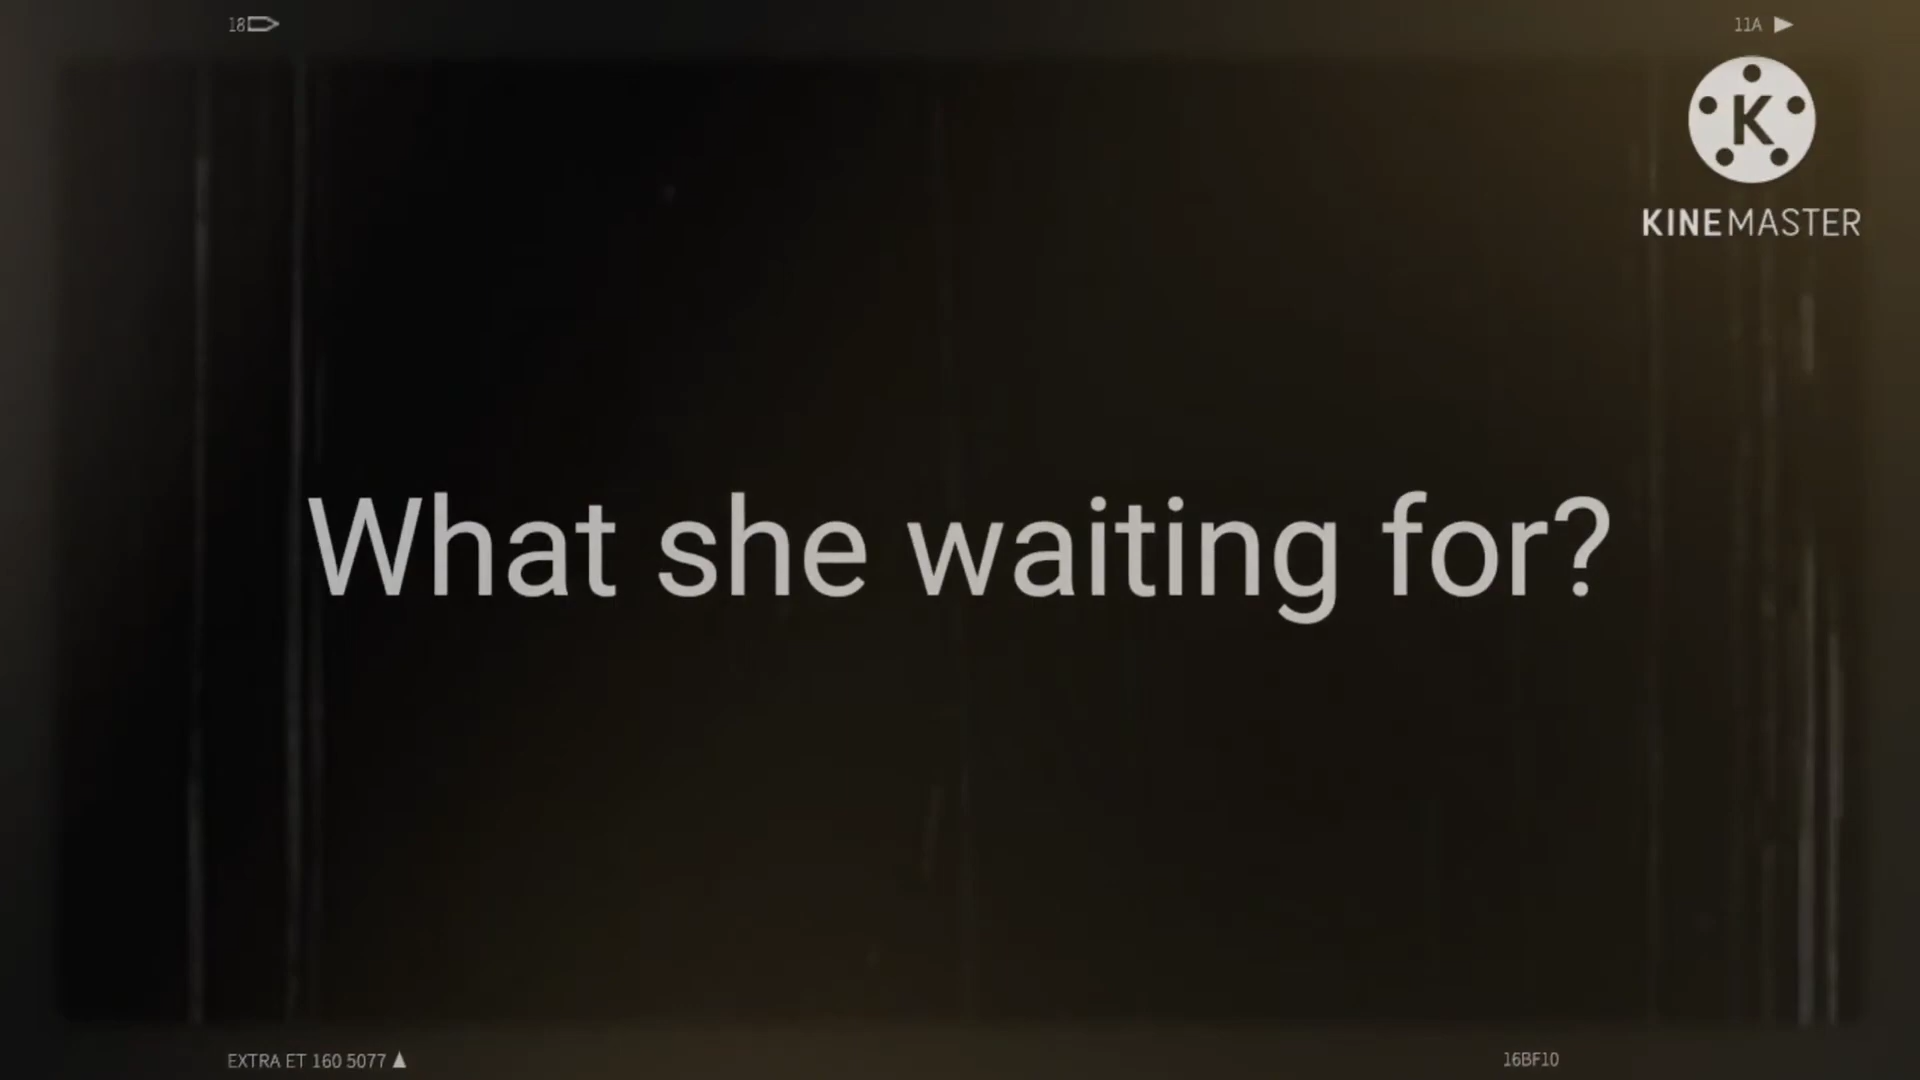 18
11A
K
KINEMASTER
What she waiting for?
EXTRA ET 160 5077
16BF10